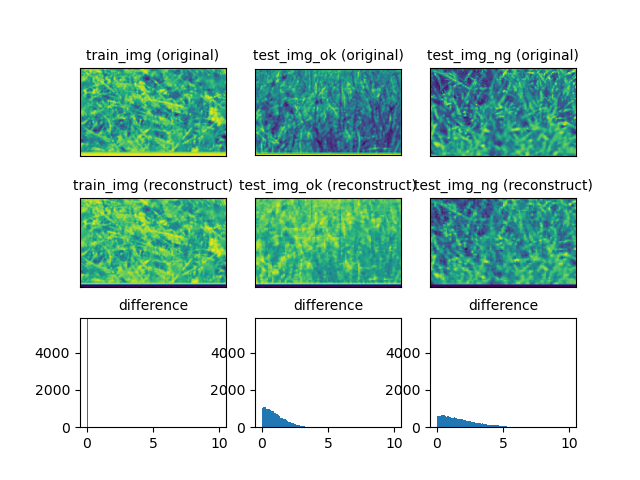 train_img (original) test_img_ok (original) test_img_ng (original)
train_img (reconstruct) test_img_ok (reconstruct) test_img_ng (reconstruct)
difference difference difference
4000 4000 4000
2000 2000 2000
0 0 0
0 5 10 0 5 10 0 5 10